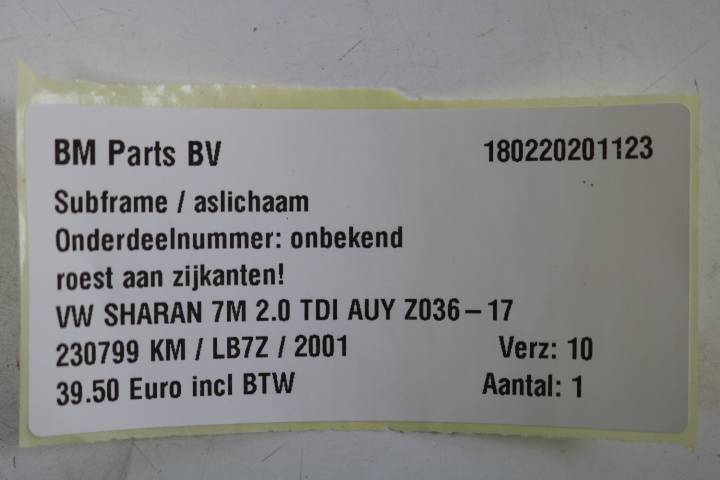 BM Parts BV 180220201123
Subframe / aslichaam
Onderdeelnummer: onbekend
roest aan zijkanten!
VW SHARAN 7M 2.0 TDI AUY Z036-17
230799 KM / LB7Z / 2001 Verz: 10
39.50 Euro incl BTW Aantal: 1